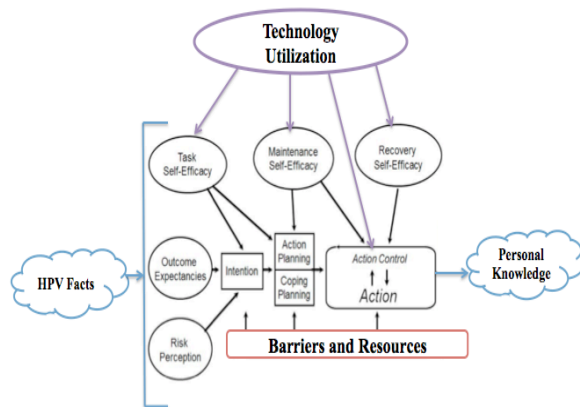 Technology
Utilization
Task
Self-Efficacy
Maintenance
Self-Efficacy
Recovery
Self-Efficacy
HPV Facts
Outcome
Expectancies
Intention
Action
Planning
Coping
Planning
Action Control
Action
Personal
Knowledge
Risk
Perception
Barriers and Resources